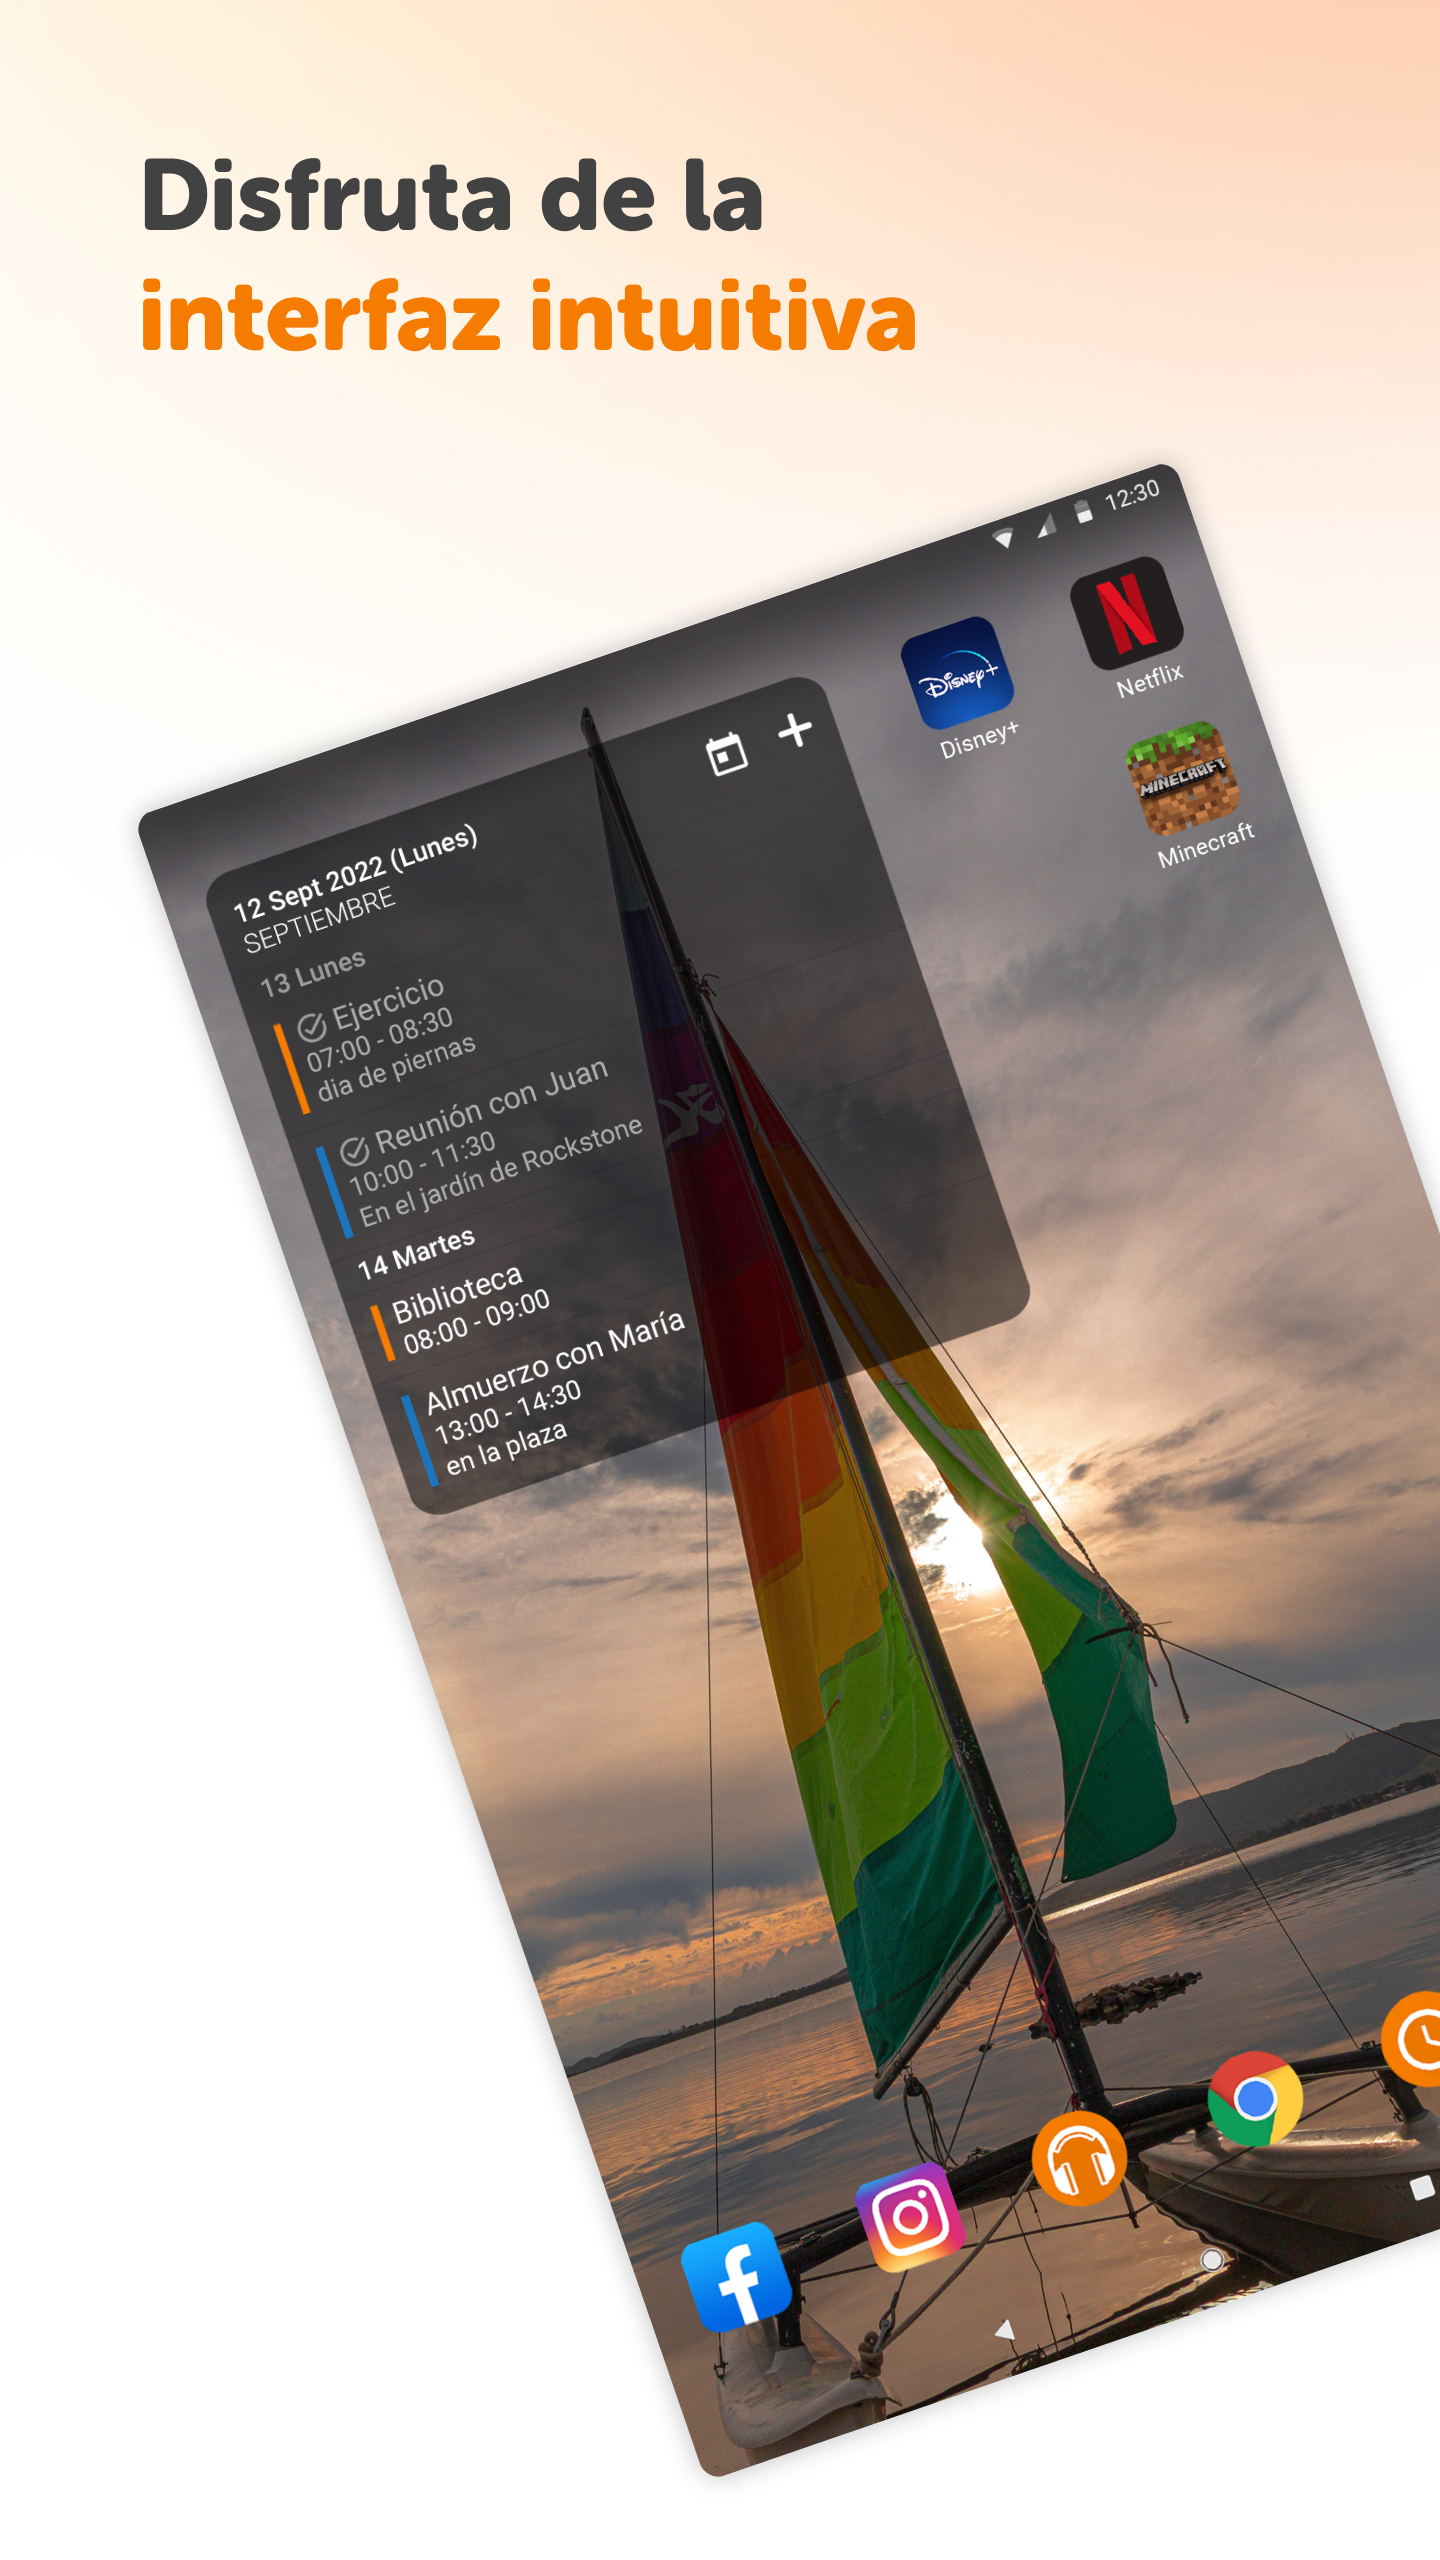 Disfruta de la
interfaz intuitiva
12:30
Netflix
Disney+
Disney+
MINECRAFT
Minecraft
12 Sept 2022 (Lunes)
SEPTIEMBRE
13 Lunes
Ejercicio
07:00 - 08:30
dia de piernas
Reunión con Juan
10:00 - 11:30
En el jardín de Rockstone
14 Martes
Biblioteca
08:00 - 09:00
Almuerzo con María
13:00 - 14:30
en la plaza